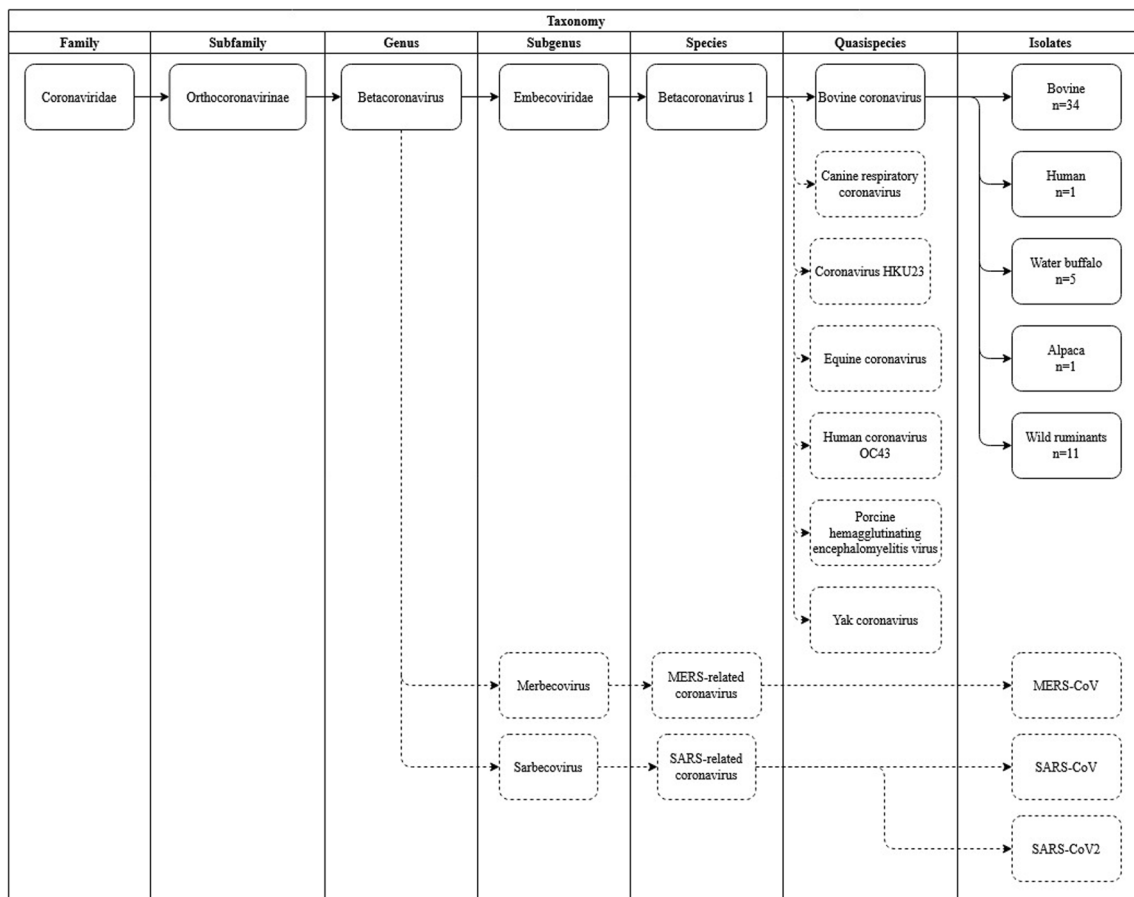 Taxonomy
Family Subfamily Genus Subgenus Species Quasispecies Isolates
Coronaviridae Orthocoronavirinae Betacoronavirus Embecoviridae Betacoronavirus 1 Bovine coronavirus
Bovine
n=34
Canine respiratory
coronavirus
Human
n=1
Coronavirus HKU23
Water buffalo
n=5
Equine coronavirus
Alpaca
n=1
Human coronavirus
OC43
Wild ruminants
n=11
Porcine
hemagglutinating
encephalomyelitis virus
Yak coronavirus
Merbecovirus
MERS-related
coronavirus
MERS-CoV
Sarbecovirus
SARS-related
coronavirus
SARS-CoV
SARS-CoV2